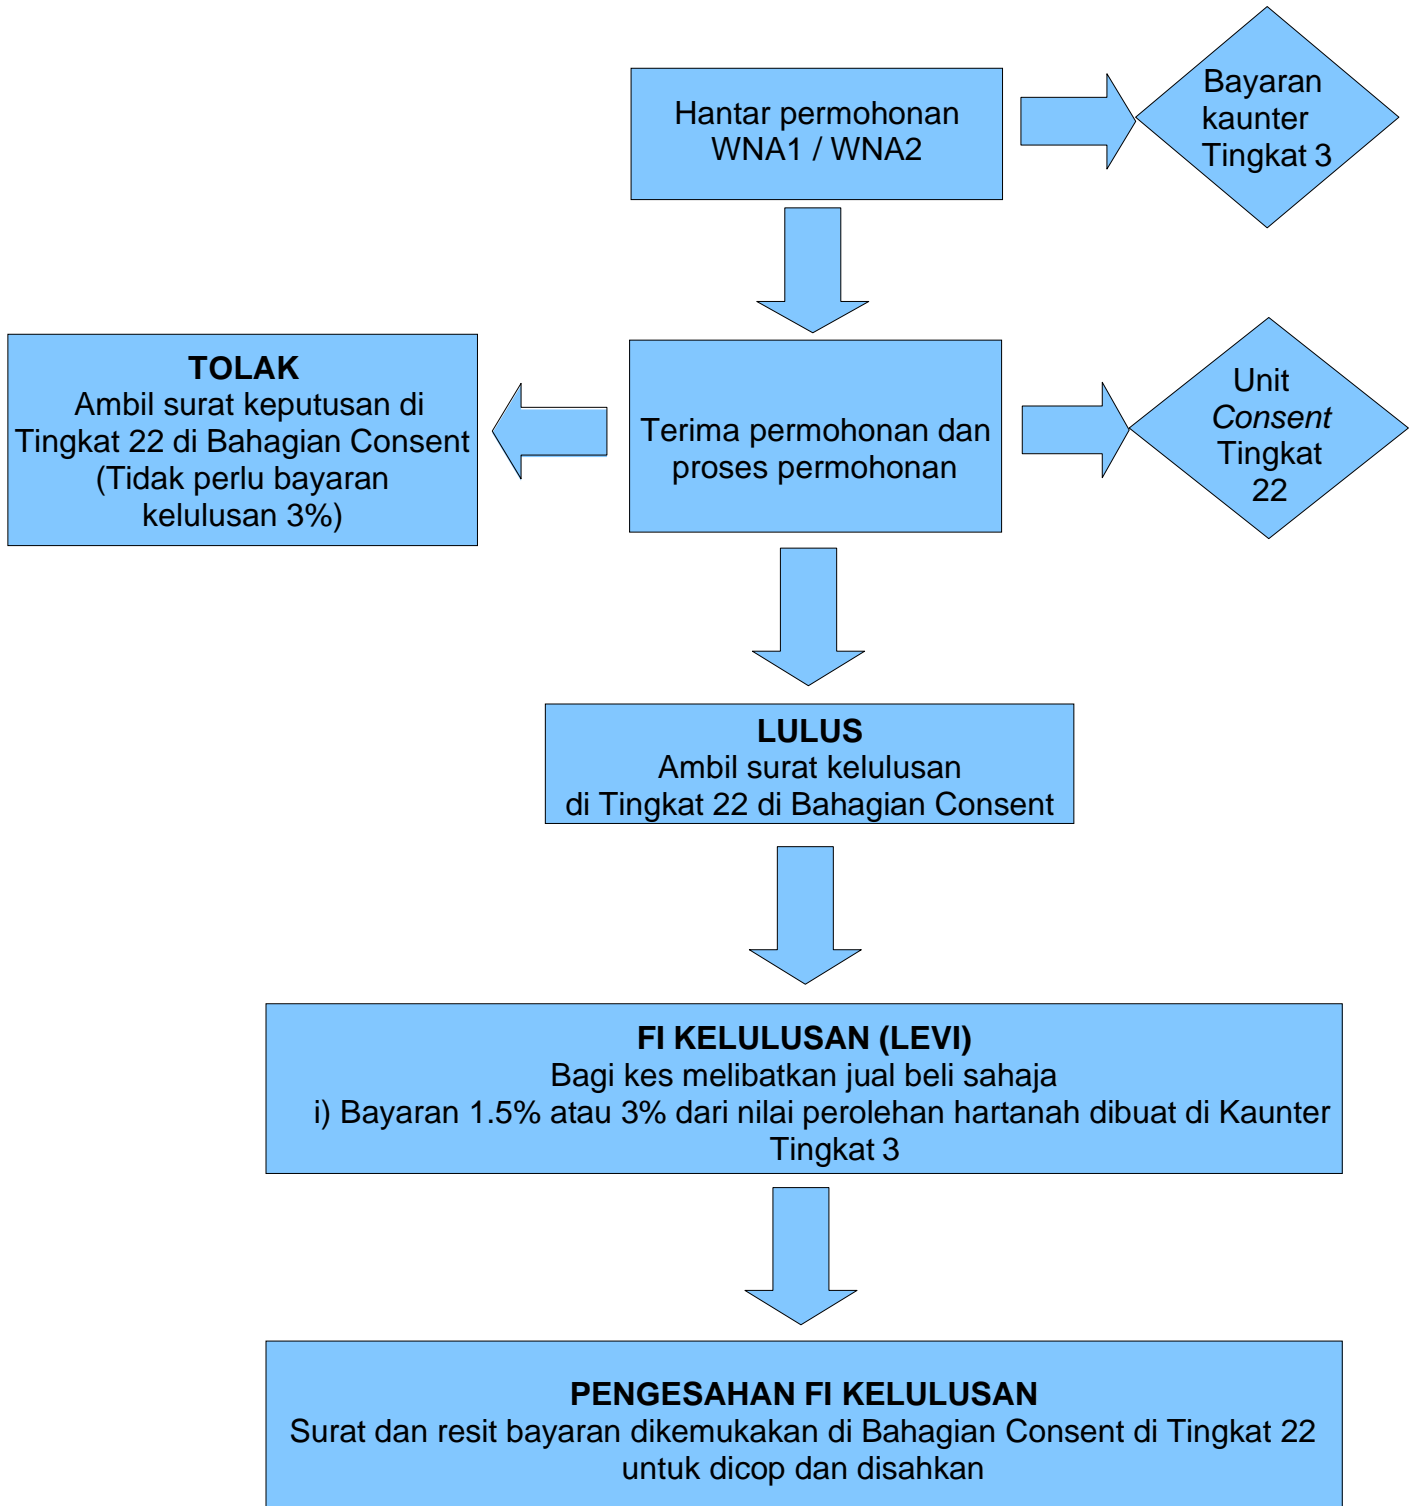 Hantar permohonan
WNA1 / WNA2
Bayaran
kaunter
Tingkat 3
TOLAK
Ambil surat keputusan di
Tingkat 22 di Bahagian Consent
(Tidak perlu bayaran
kelulusan 3%)
Terima permohonan dan
proses permohonan
Unit
Consent
Tingkat
22
LULUS
Ambil surat kelulusan
di Tingkat 22 di Bahagian Consent
FI KELULUSAN (LEVI)
Bagi kes melibatkan jual beli sahaja
i) Bayaran 1.5% atau 3% dari nilai perolehan hartanah dibuat di Kaunter
Tingkat 3
PENGESAHAN FI KELULUSAN
Surat dan resit bayaran dikemukakan di Bahagian Consent di Tingkat 22
untuk dicop dan disahkan